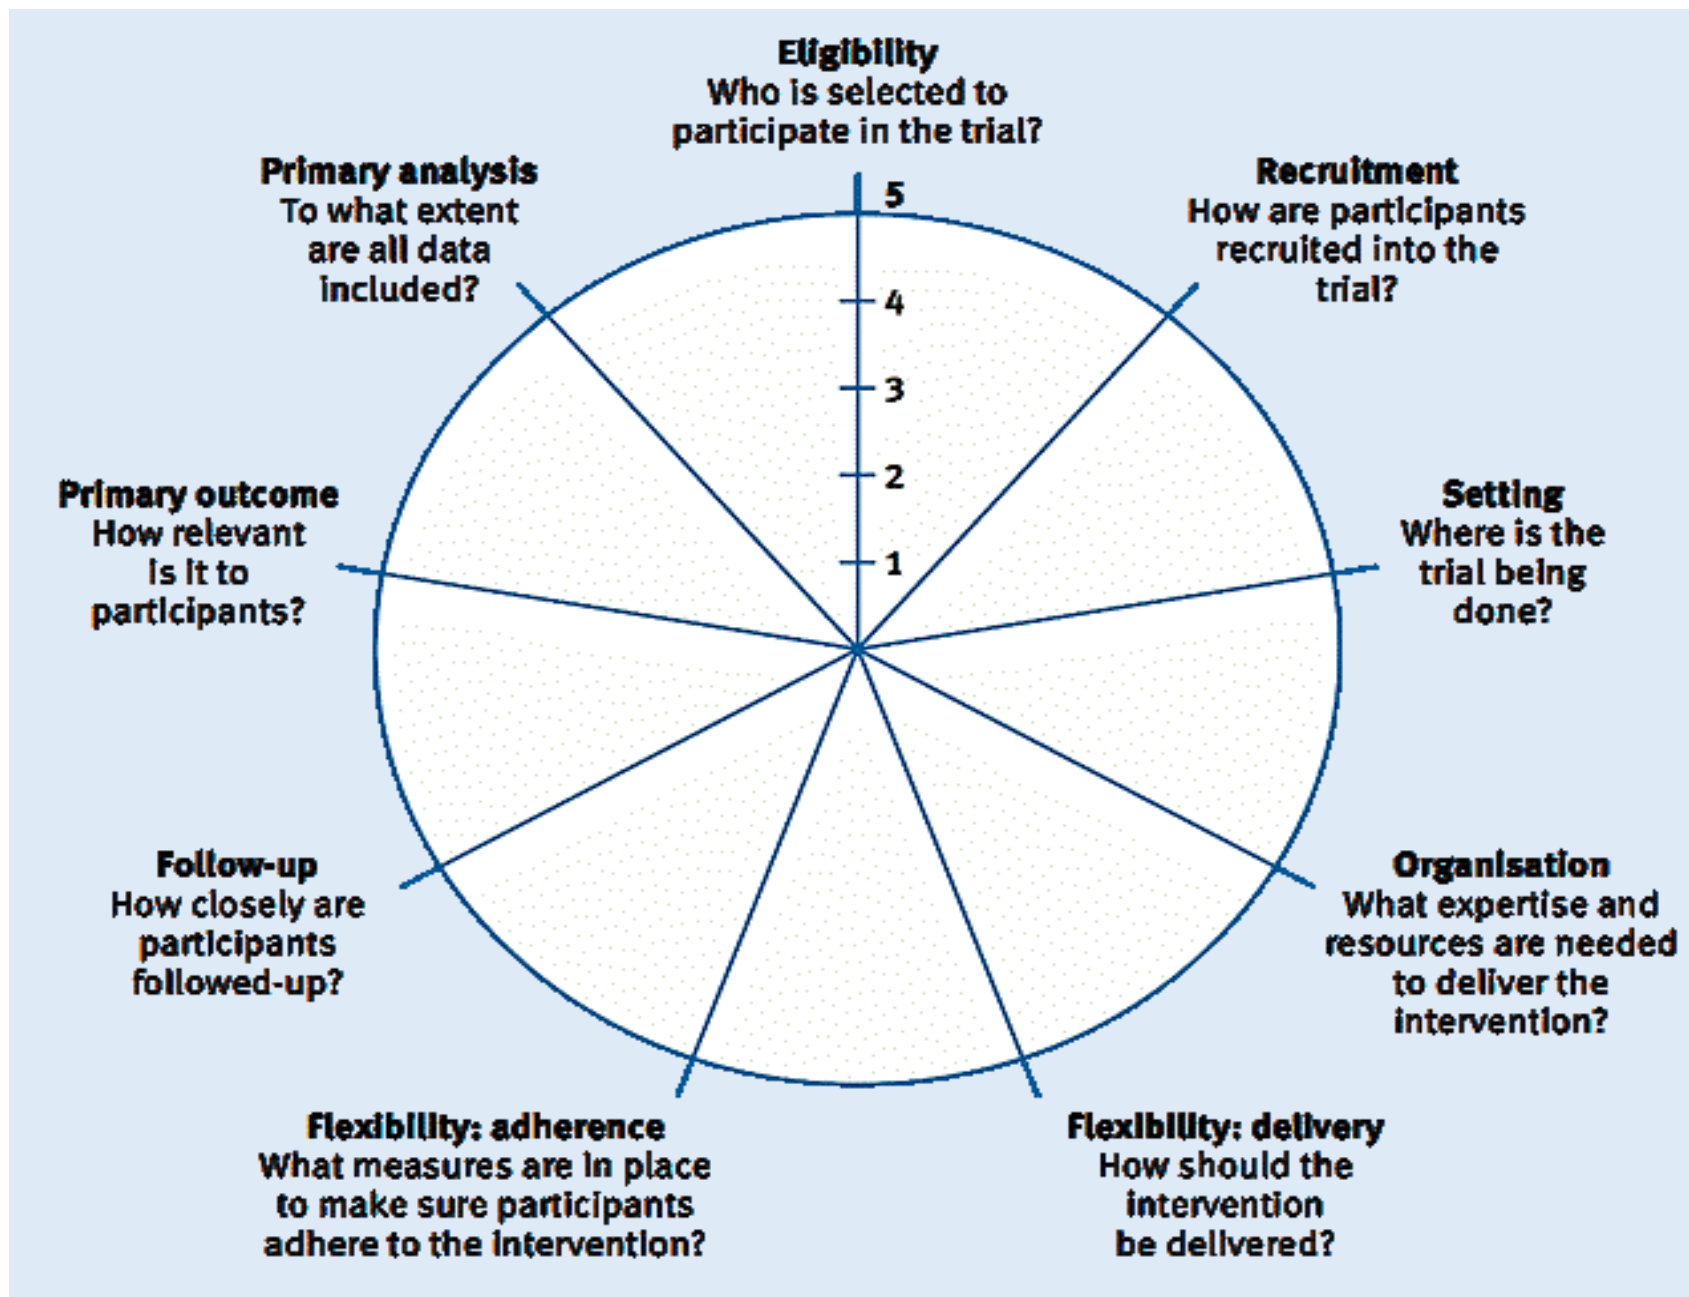 Eligibility
Who is selected to
participate in the trial?
Recruitment
How are participants
recruited into the
trial?
Setting
Where is the
trial being
done?
Organisation
What expertise and
resources are needed
to deliver the
intervention?
Flexibility: delivery
How should the
intervention
be delivered?
Flexibility: adherence
What measures are in place
to make sure participants
adhere to the intervention?
Follow-up
How closely are
participants
followed-up?
Primary outcome
How relevant
is it to
participants?
Primary analysis
To what extent
are all data
included?
5
4
3
2
1